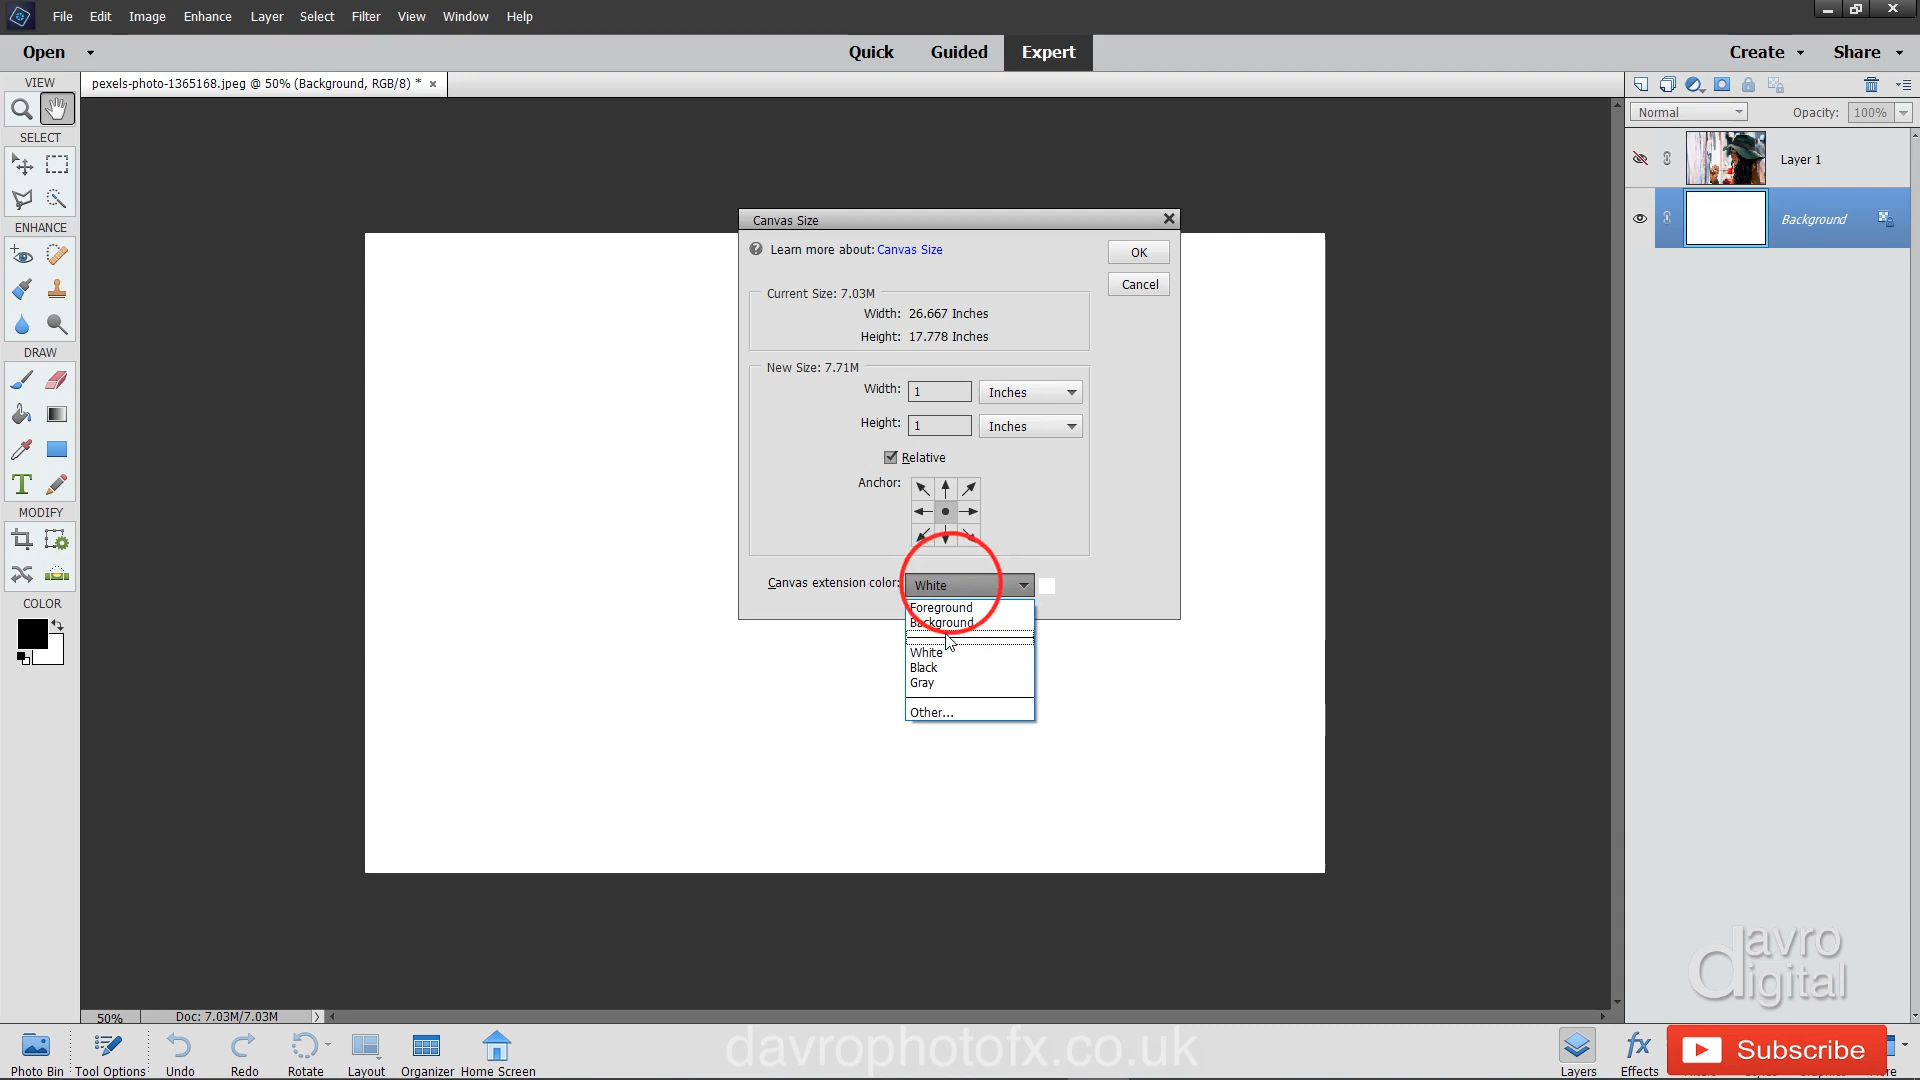 File Edit Image Enhance Layer Select Filter View Window Help
Open Quick Guided Expert Create Share
VIEW pexels-photo-1365168.jpeg @ 50% (Background, RGB/8) * ×
Normal Opacity: 100%
SELECT
Layer 1
Background
ENHANCE
DRAW
T
MODIFY
COLOR
Canvas Size
Learn more about: Canvas Size
OK
Cancel
Current Size: 7.03M
Width: 26.667 Inches
Height: 17.778 Inches
New Size: 7.71M
Width: 1 Inches
Height: 1 Inches
Relative
Anchor:
Canvas extension color: White
Foreground
Background
White
Black
Gray
Other...
davro
digital
50% Doc: 7.03M/7.03M
davrophotofx.co.uk
fx
Subscribe
Photo Bin Tool Options Undo Redo Rotate Layout Organizer Home Screen Layers Effects